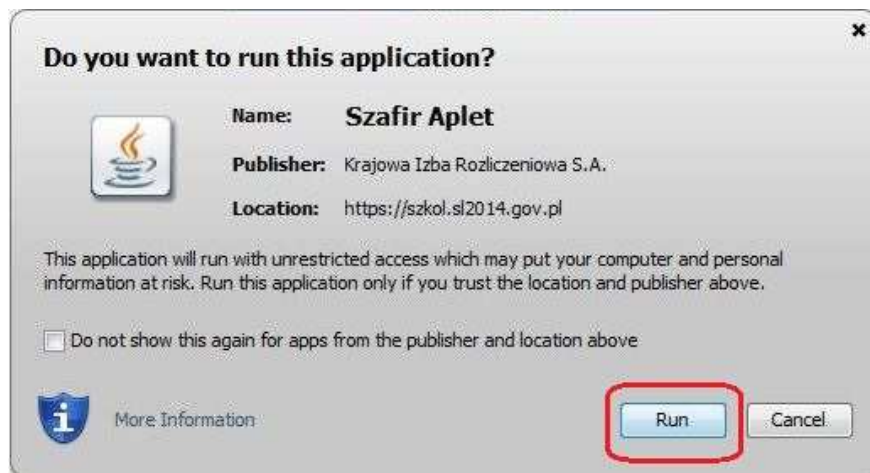 Do you want to run this application?
Name: Szafir Aplet
Publisher: Krajowa Izba Rozliczeniowa S.A.
Location: https://szkol.sl2014.gov.pl
This application will run with unrestricted access which may put your computer and personal
information at risk. Run this application only if you trust the location and publisher above.
Do not show this again for apps from the publisher and location above
More Information
Run
Cancel